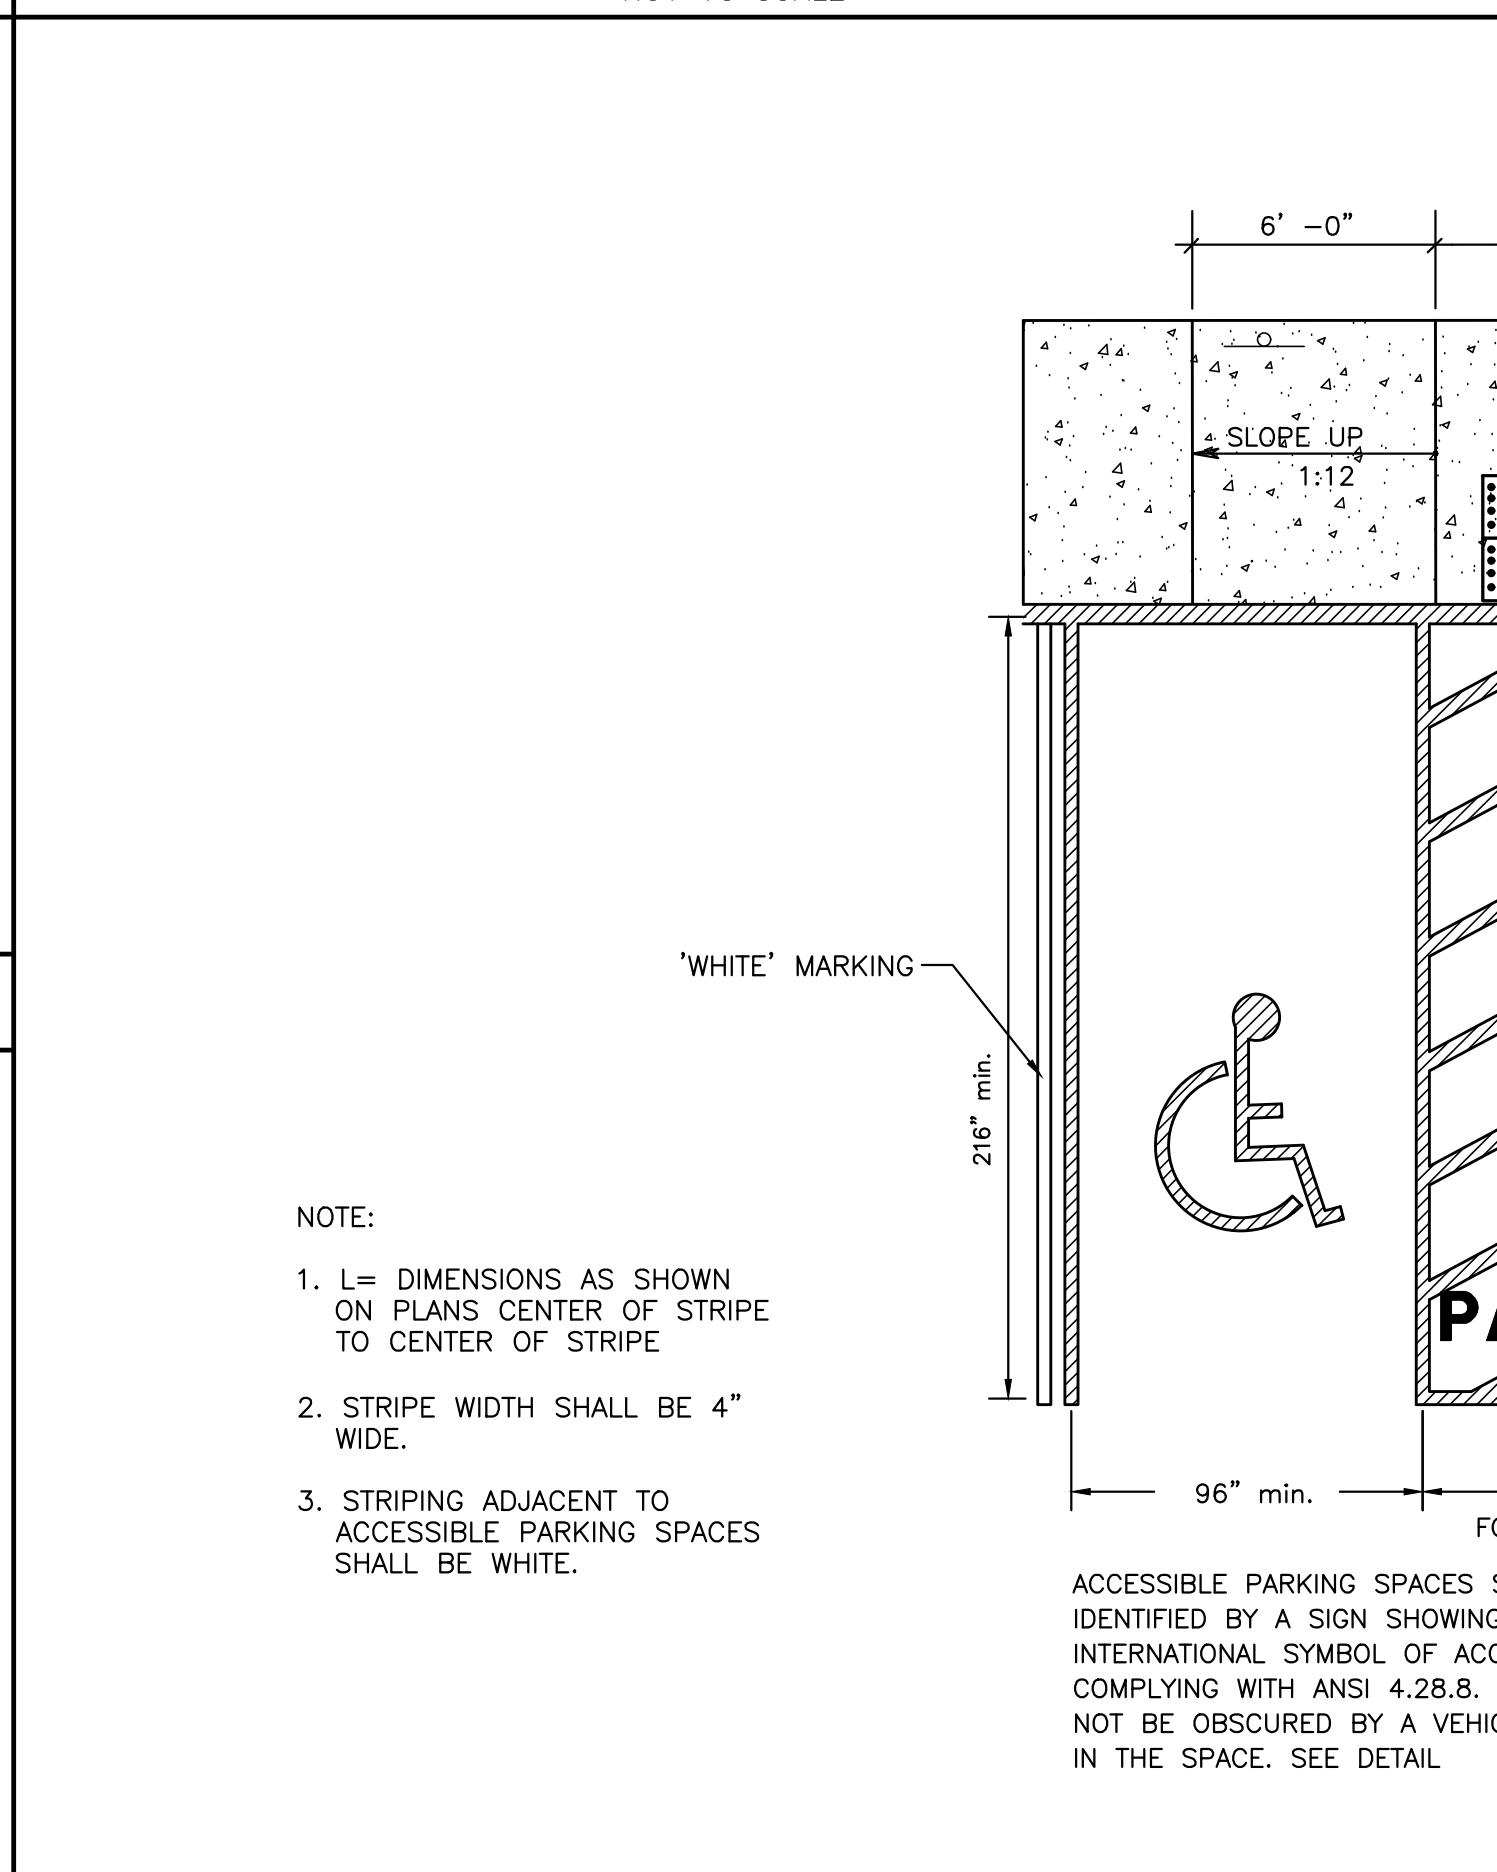 6' -0"
SLOPE UP
1:12
'WHITE' MARKING
216" min.
NOTE:
1. L= DIMENSIONS AS SHOWN
ON PLANS CENTER OF STRIPE
TO CENTER OF STRIPE
2. STRIPE WIDTH SHALL BE 4"
WIDE.
3. STRIPING ADJACENT TO
ACCESSIBLE PARKING SPACES
SHALL BE WHITE.
96" min.
ACCESSIBLE PARKING SPACES
IDENTIFIED BY A SIGN SHOWING
INTERNATIONAL SYMBOL OF
COMPLYING WITH ANSI 4.28.8.
NOT BE OBSCURED BY A
IN THE SPACE. SEE DETAIL